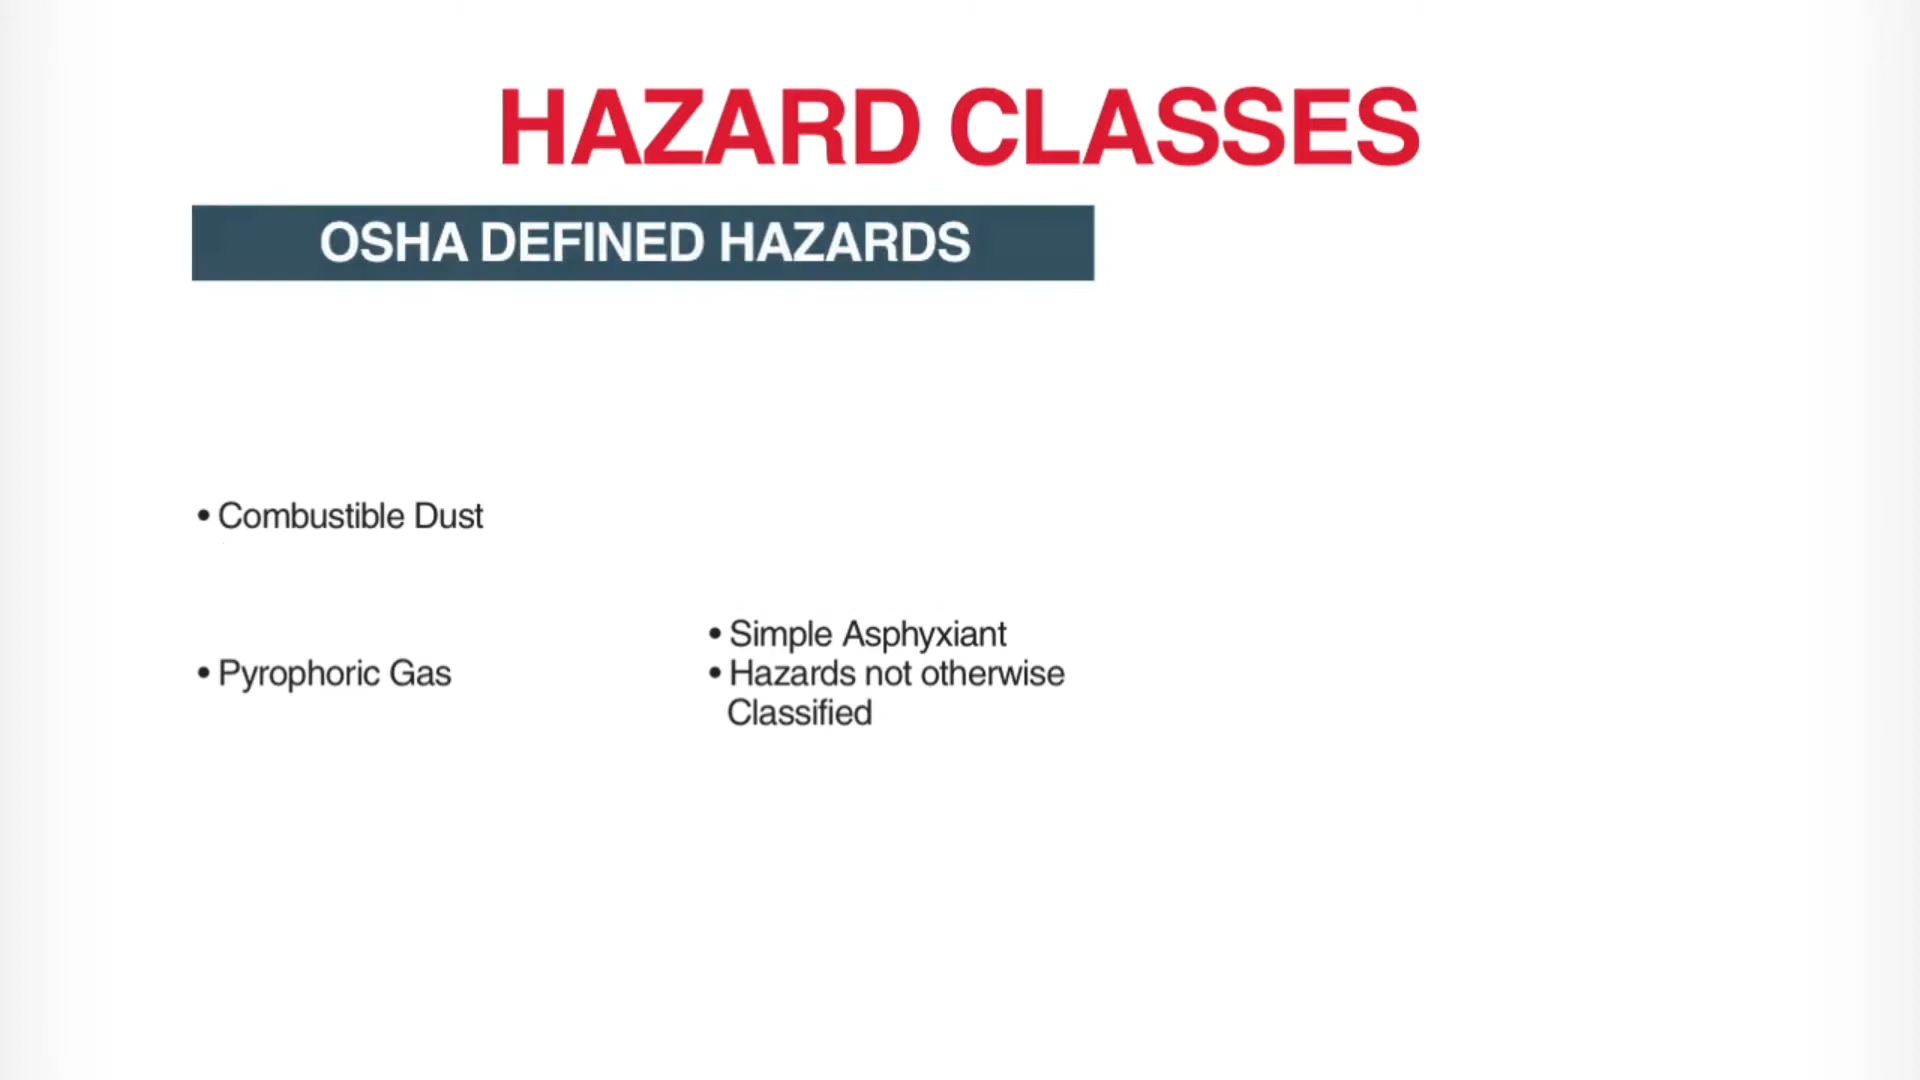 HAZARD CLASSES
OSHA DEFINED HAZARDS
• Combustible Dust
• Pyrophoric Gas
• Simple Asphyxiant
• Hazards not otherwise
Classified